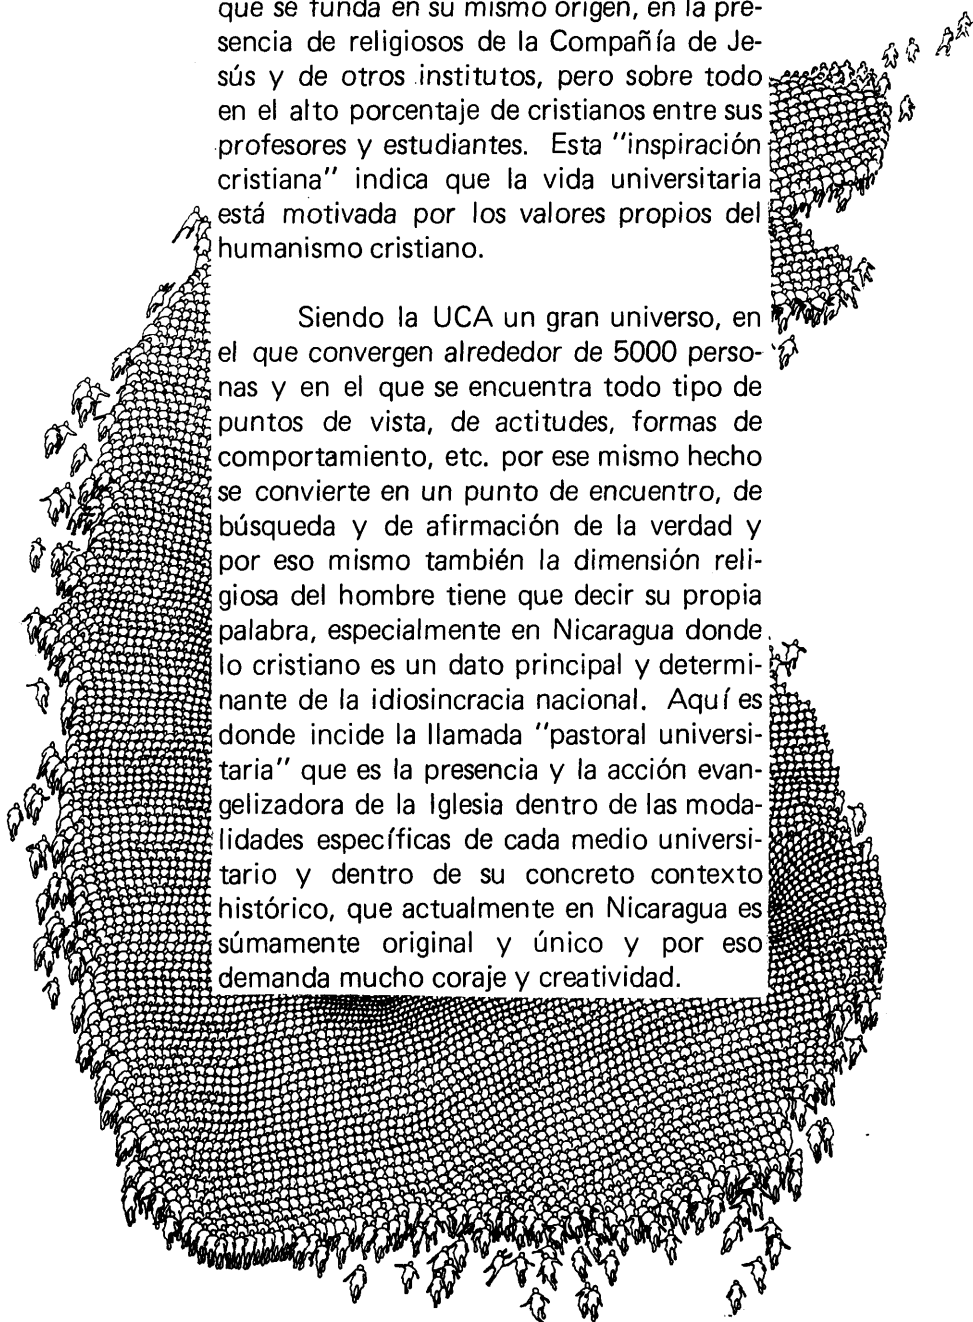 que se funda en su mismo origen, en la pre-
sencia de religiosos de la Compañía de Je-
sús y de otros institutos, pero sobre todo
en el alto porcentaje de cristianos entre sus
profesores y estudiantes. Esta "inspiración
cristiana" indica que la vida universitaria
está motivada por los valores propios del
humanismo cristiano.
Siendo la UCA un gran universo, en
el que convergen alrededor de 5000 perso-
nas y en el que se encuentra todo tipo de
puntos de vista, de actitudes, formas de
comportamiento, etc. por ese mismo hecho
se convierte en un punto de encuentro, de
búsqueda y de afirmación de la verdad y
por eso mismo también la dimensión reli-
giosa del hombre tiene que decir su propia
palabra, especialmente en Nicaragua donde
lo cristiano es un dato principal y determi-
nante de la idiosincracia nacional. Aquí es
donde incide la llamada "pastoral universi-
taria" que es la presencia y la acción evan-
gelizadora de la Iglesia dentro de las moda-
lidades específicas de cada medio universi-
tario y dentro de su concreto contexto
histórico, que actualmente en Nicaragua es
súmamente original y único y por eso
demanda mucho coraje y creatividad.